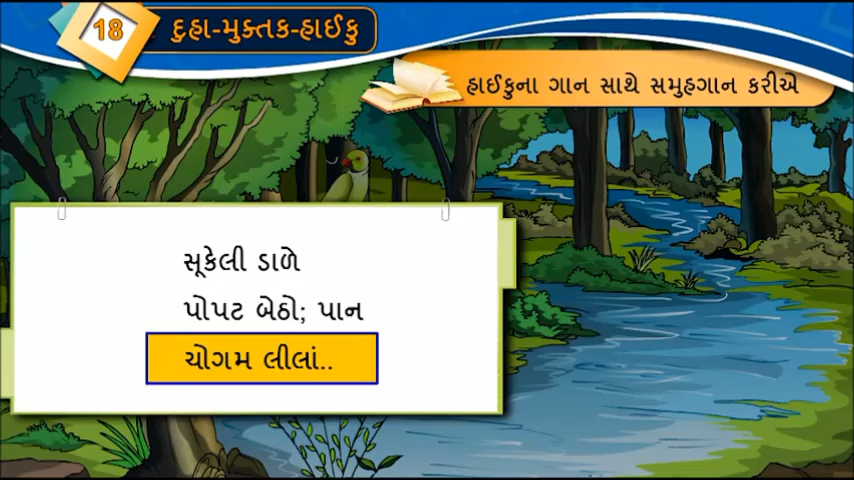 18
દુહા-મુક્તક-હાઈકુ
હાઈકુના ગાન સાથે સમુહગાન કરીએ
સૂકેલી ડાળે
પોપટ બેઠો; પાન
ચોગમ લીલાં..